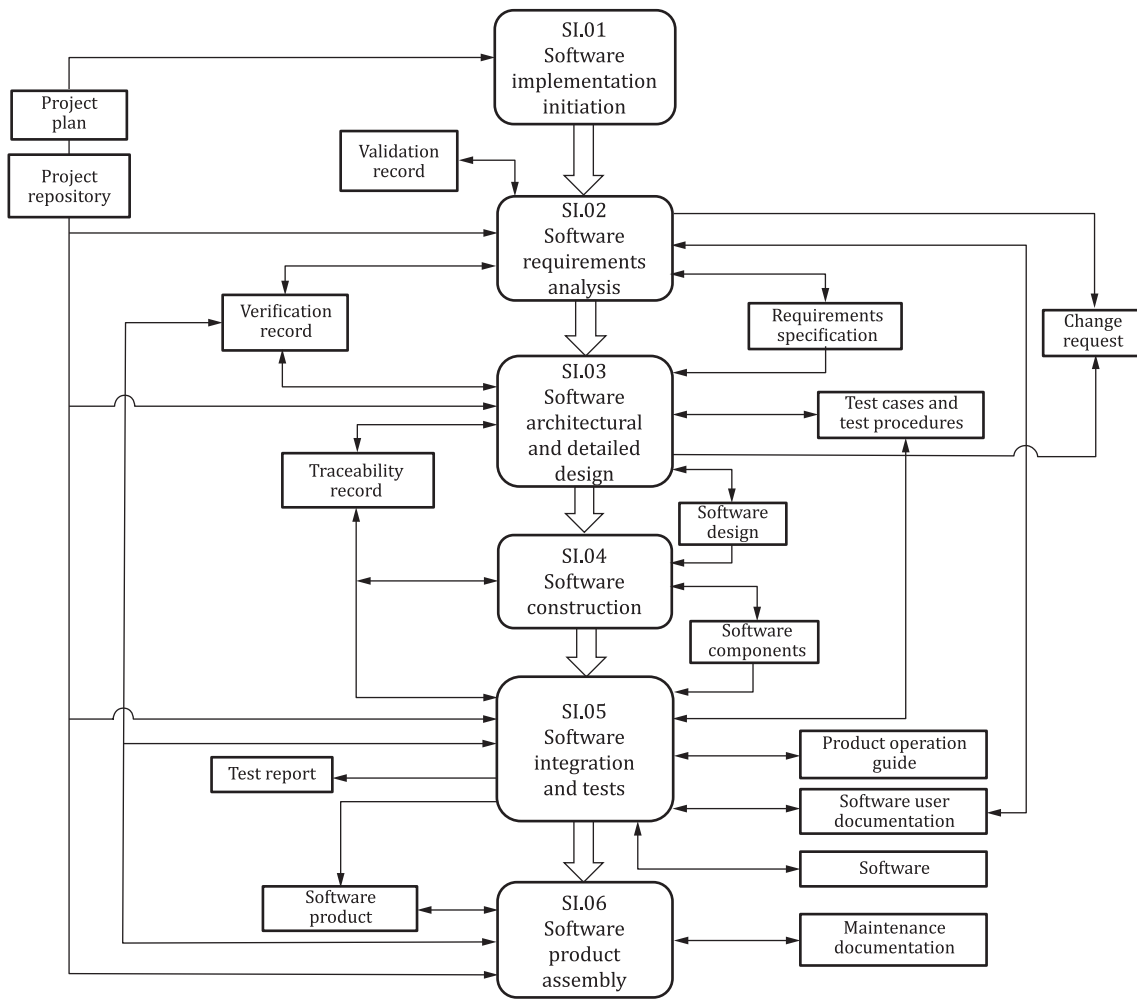 SI.01
Software
implementation
initiation
Project
plan
Validation
record
Project
repository
SI.02
Software
requirements
analysis
Verification
record
Requirements
specification
Change
request
SI.03
Software
architectural
and detailed
design
Test cases and
test procedures
Traceability
record
Software
design
SI.04
Software
construction
Software
components
SI.05
Software
integration
and tests
Product operation
guide
Test report
Software user
documentation
Software
Software
product
SI.06
Software
product
assembly
Maintenance
documentation